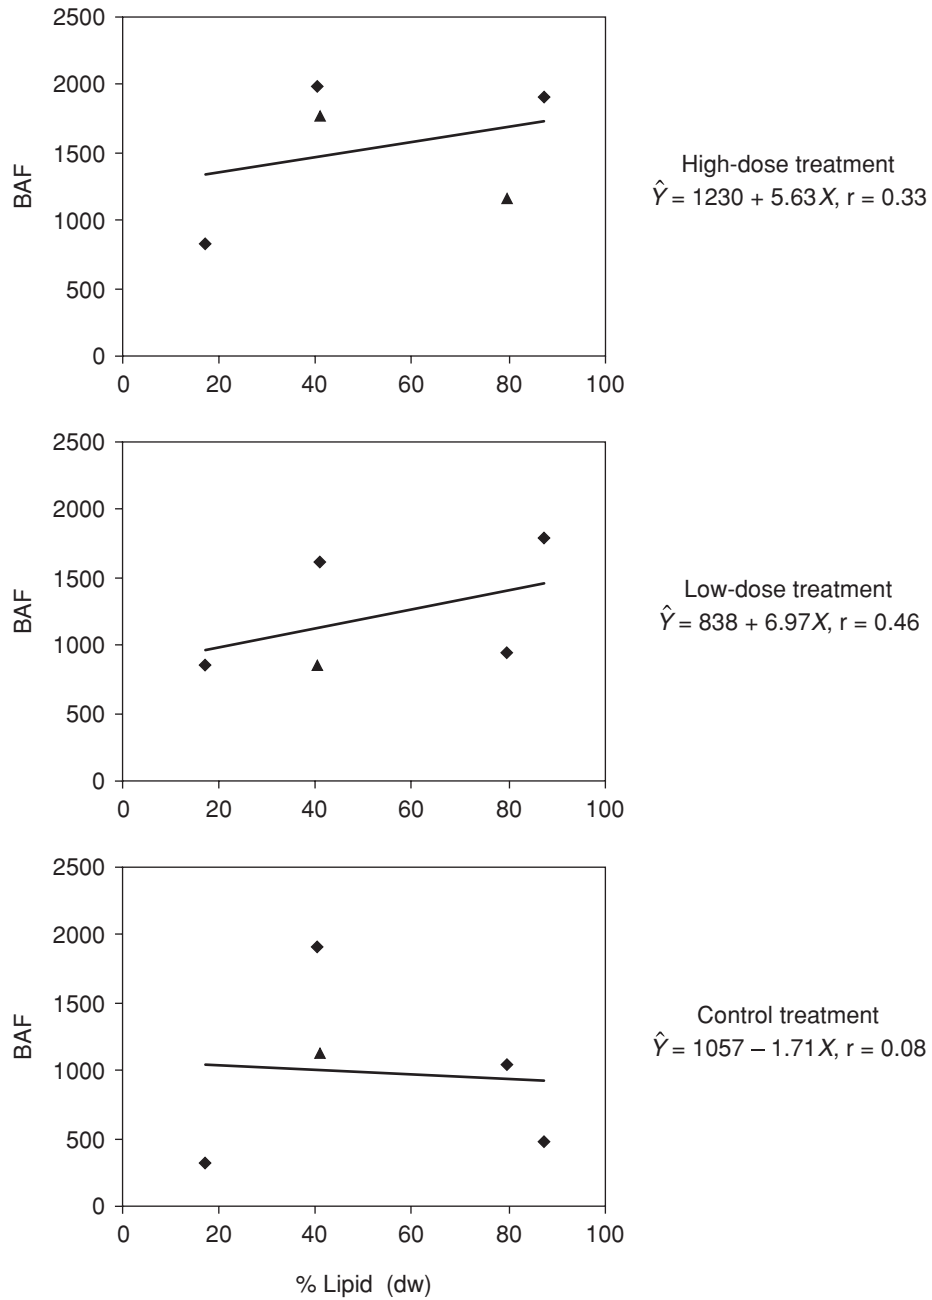 2500
2000
1500
1000
500
0
BAF
0 20 40 60 80 100
High-dose treatment
Ŷ = 1230 + 5.63X, r = 0.33
2500
2000
1500
1000
500
0
BAF
0 20 40 60 80 100
Low-dose treatment
Ŷ = 838 + 6.97X, r = 0.46
2500
2000
1500
1000
500
0
BAF
0 20 40 60 80 100
Control treatment
Ŷ = 1057 – 1.71X, r = 0.08
% Lipid (dw)